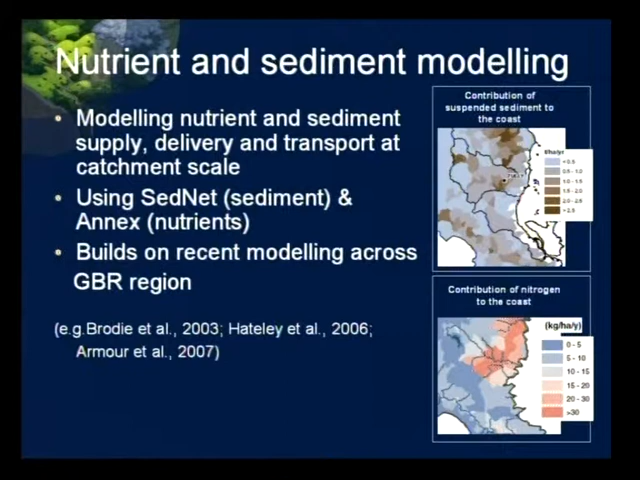 Nutrient and sediment modelling
• Modelling nutrient and sediment
supply, delivery and transport at
catchment scale
• Using SedNet (sediment) &
Annex (nutrients)
• Builds on recent modelling across
GBR region
(e.g.Brodie et al., 2003; Hateley et al., 2006;
Armour et al., 2007)
Contribution of
suspended sediment to
the coast
t/ha/yr
0.5 - 1.0
1.0 - 1.5
1.5 - 2.0
2.0 - 2.5
> 2.5
Contribution of nitrogen
to the coast
(kg/ha/y)
0 - 5
5 - 10
10 - 15
15 - 20
20 - 30
>30